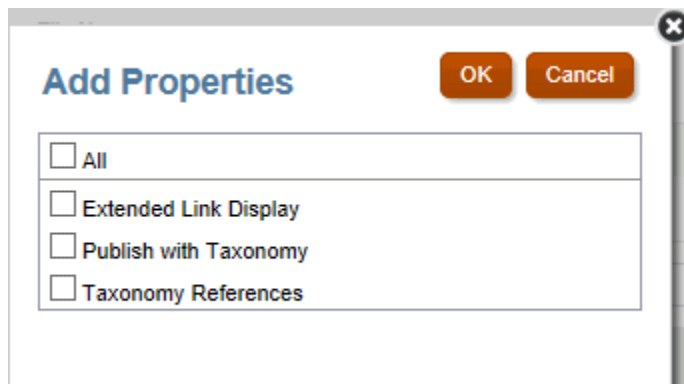 Add Properties
OK
Cancel
All
Extended Link Display
Publish with Taxonomy
Taxonomy References